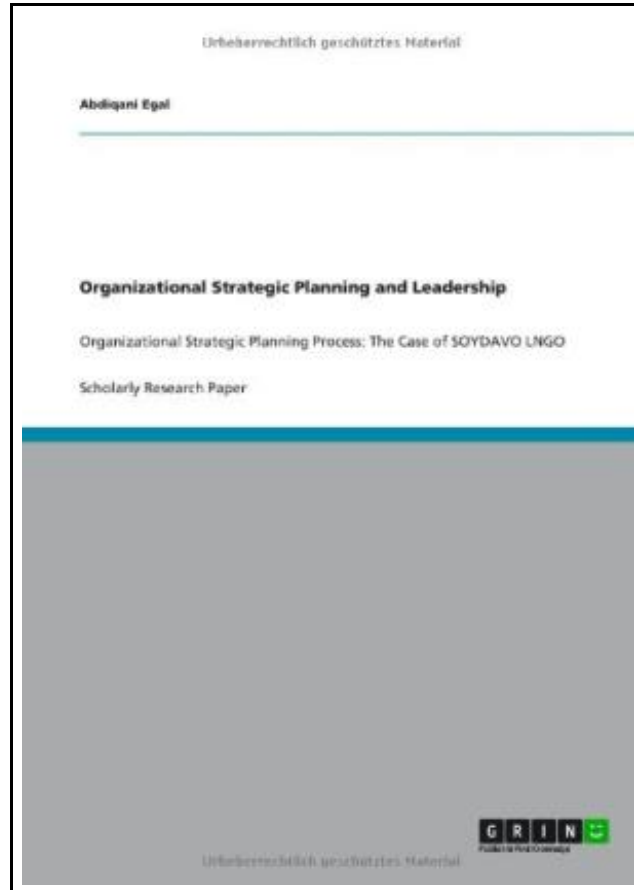 Urheberrechtlich geschütztes Material
Abdiqani Egal
Organizational Strategic Planning and Leadership
Organizational Strategic Planning Process: The Case of SOYDAVO LNGO
Scholarly Research Paper
G R I N
Urheberrechtlich geschütztes Material